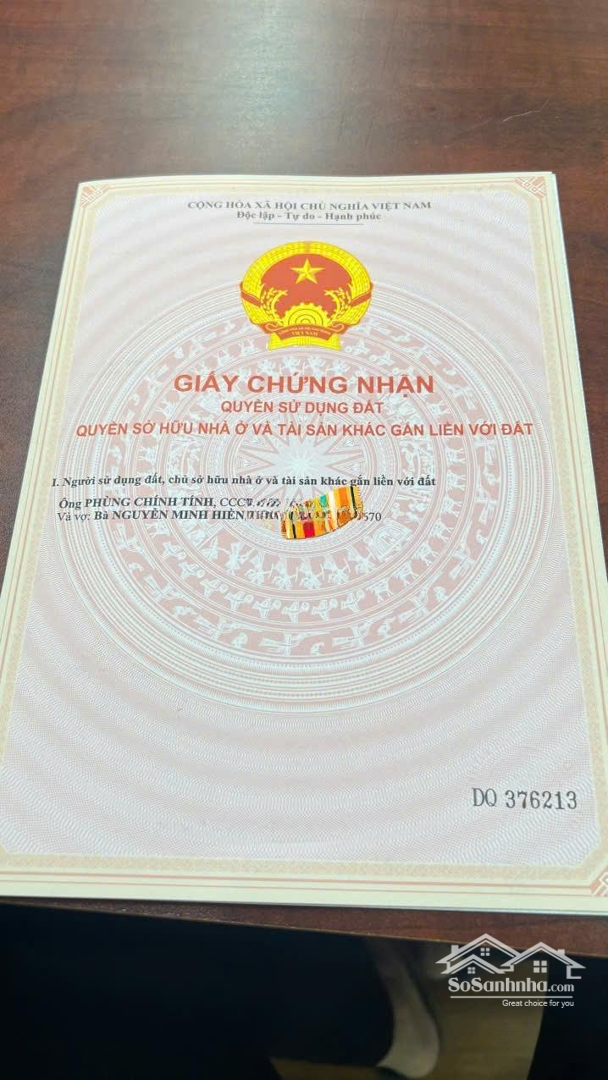 CỘNG HÒA XÃ HỘI CHỦ NGHĨA VIỆT NAM
Độc lập - Tự do - Hạnh phúc
VIỆT NAM
GIẤY CHỨNG NHẬN
QUYỀN SỬ DỤNG ĐẤT
QUYỀN SỞ HỮU NHÀ Ở VÀ TÀI SẢN KHÁC GẮN LIỀN VỚI ĐẤT
I. Người sử dụng đất, chủ sở hữu nhà ở và tài sản khác gắn liền với đất
Ông PHÙNG CHÍNH TÍNH,
Và vợ: Bà NGUYỄN MINH HIỀN 570
DQ 376213
SoSanhnha.com
Great choice for you